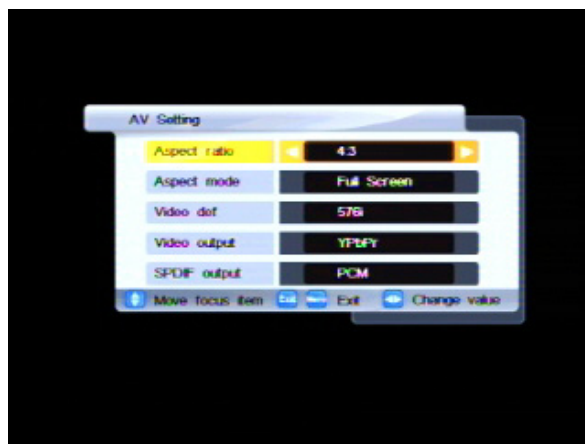 AV Setting
Aspect ratio 4:3
Aspect mode Full Screen
Video def 576i
Video output YPbPr
SPDIF output PCM
Move focus item Exit Menu Exit Change value